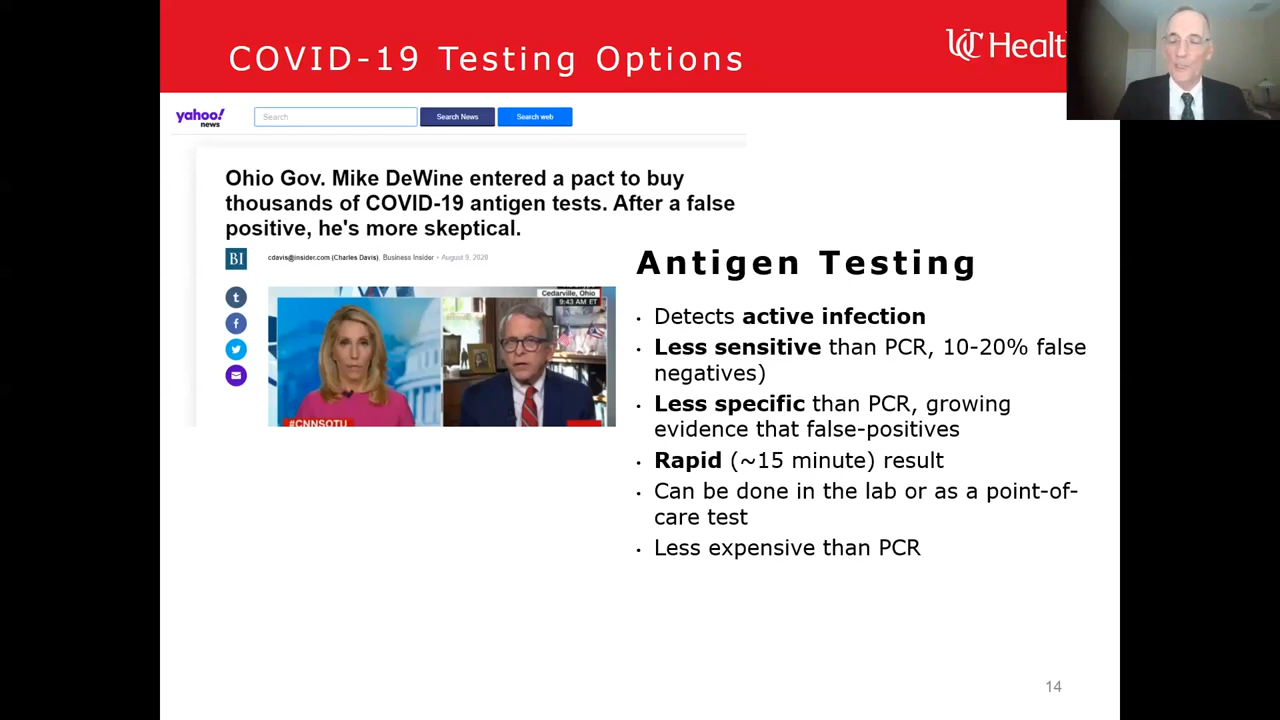 COVID-19 Testing Options
UC Healt
yahoo!
news
Search
Search News
Search web
Ohio Gov. Mike DeWine entered a pact to buy
thousands of COVID-19 antigen tests. After a false
positive, he's more skeptical.
BI
cdavis@insider.com (Charles Davis), Business Insider • August 9, 2020
t
f
Cedarville, Ohio
9:43 AM ET
#CNNSOTU
Antigen Testing
• Detects active infection
• Less sensitive than PCR, 10-20% false
negatives)
• Less specific than PCR, growing
evidence that false-positives
• Rapid (~15 minute) result
• Can be done in the lab or as a point-of-
care test
• Less expensive than PCR
14